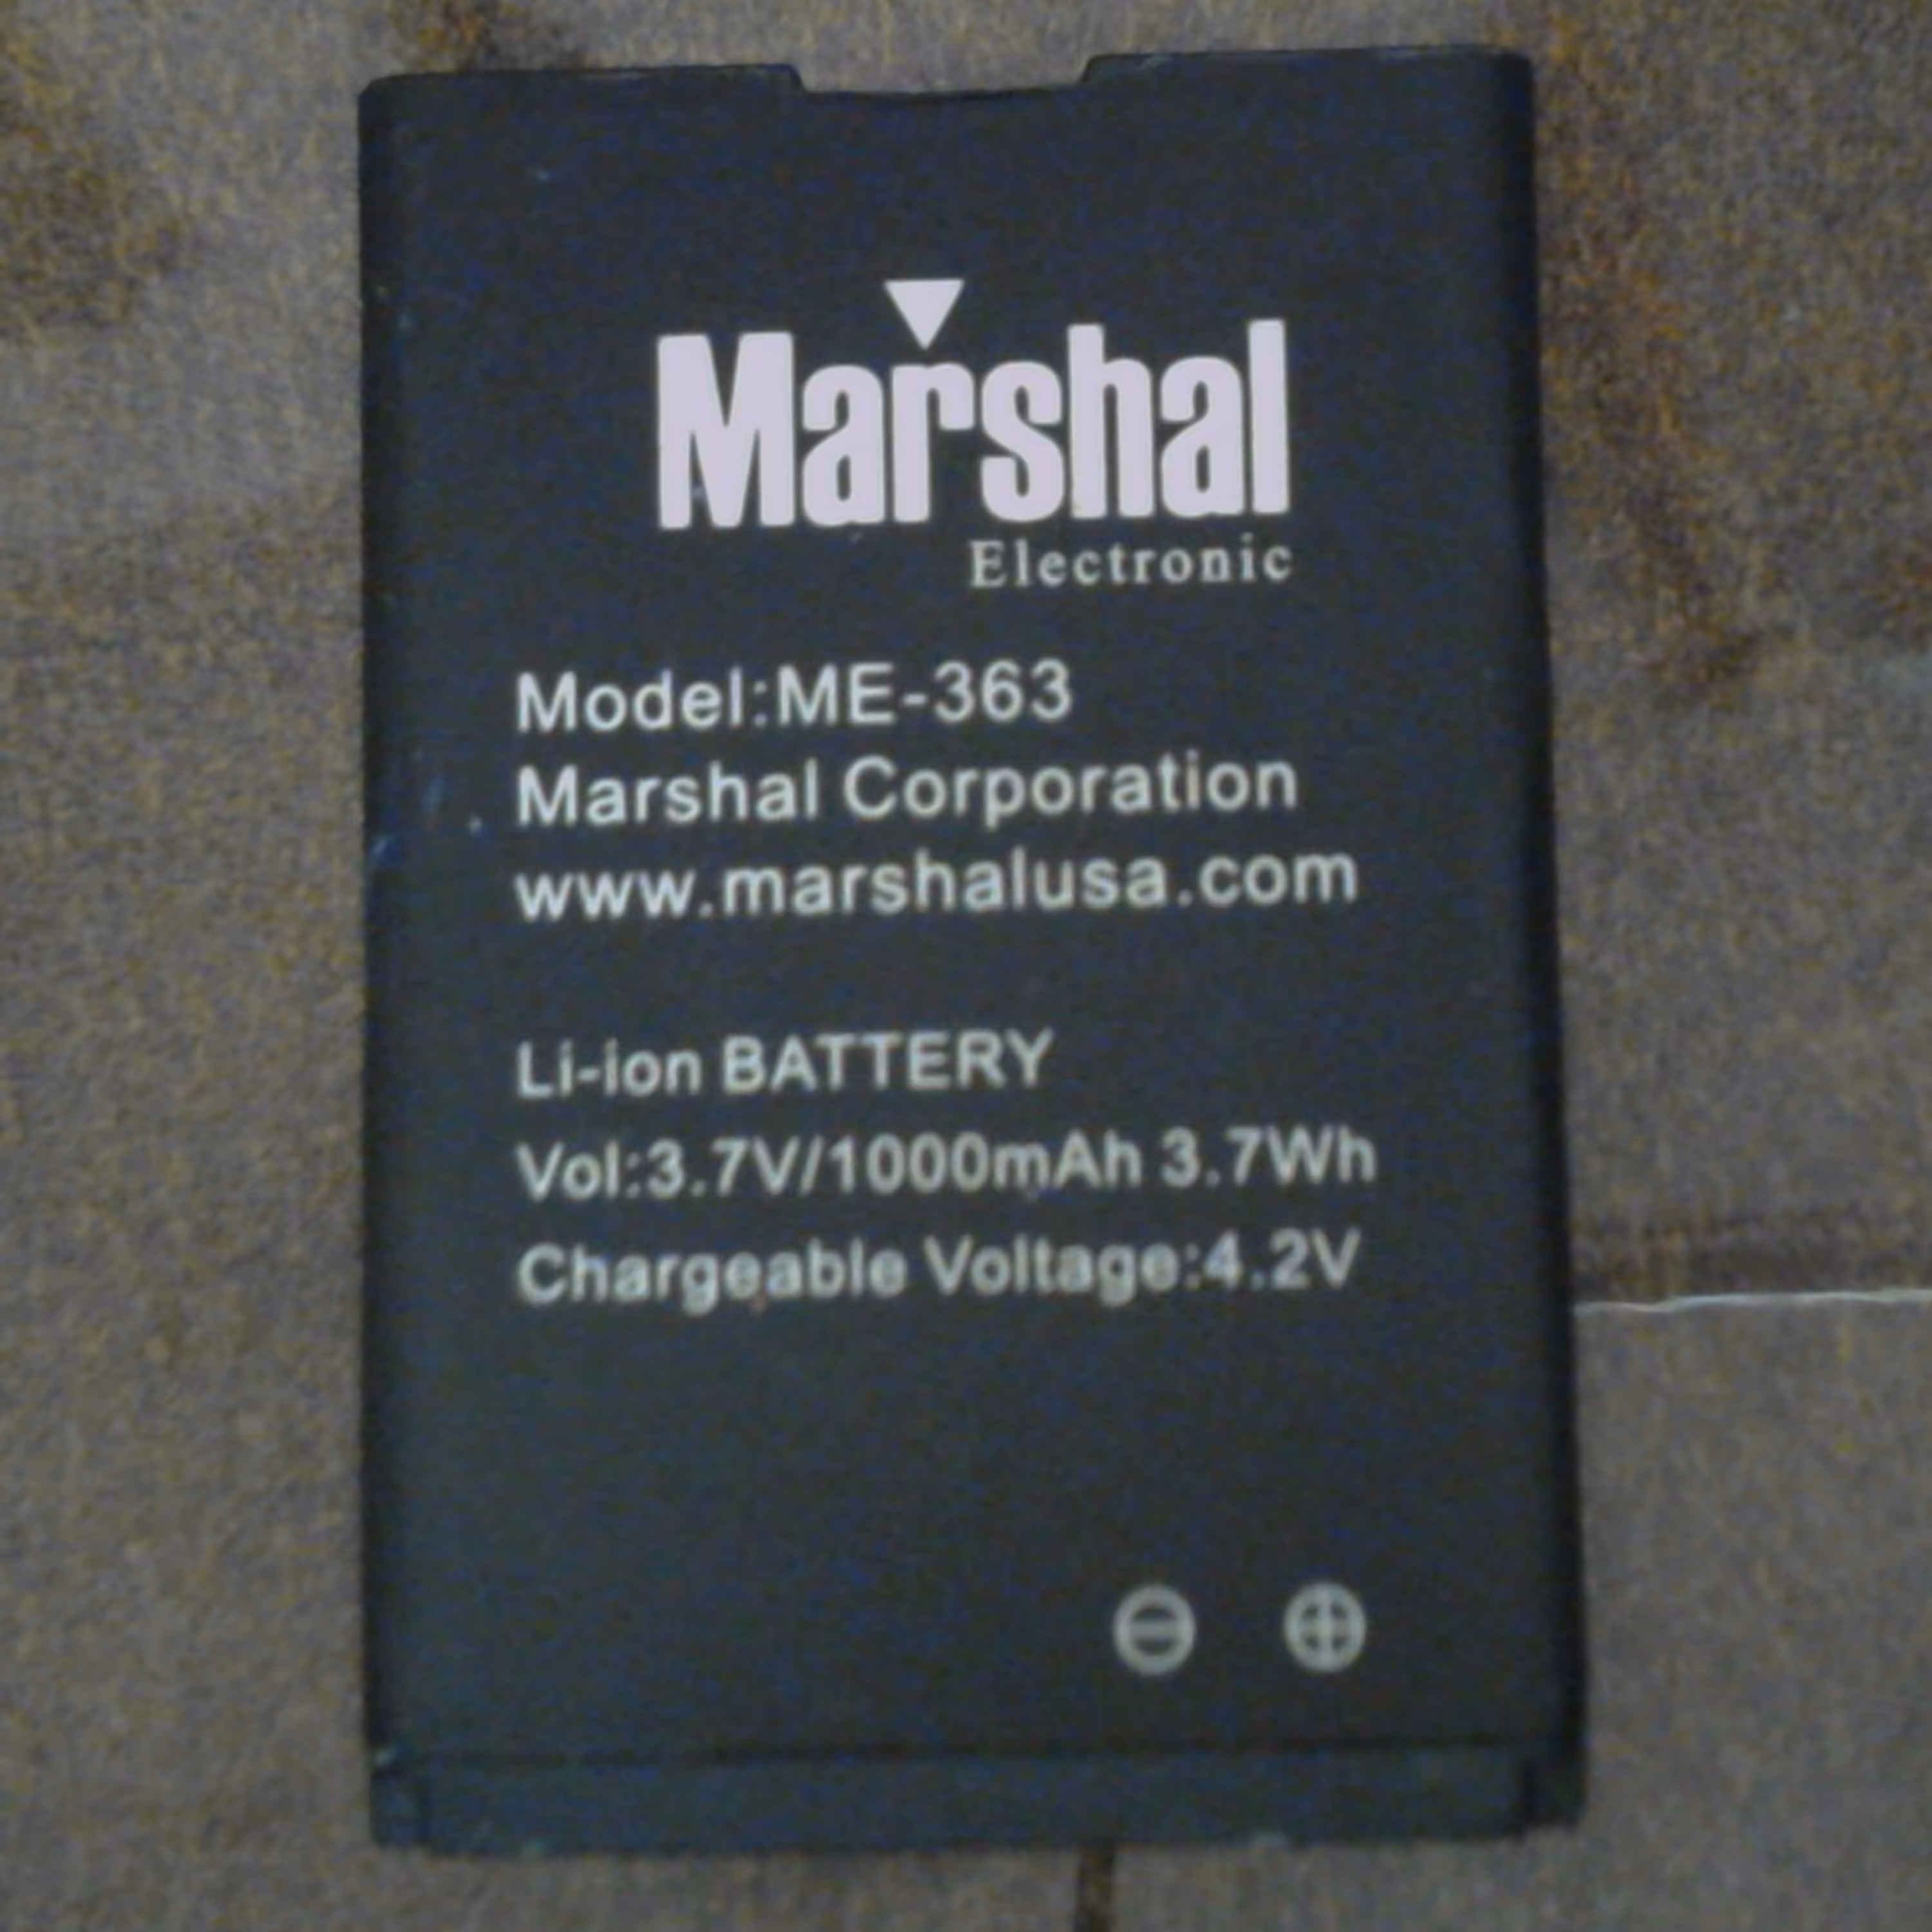 Marshal
Electronic
Model:ME-363
Marshal Corporation
www.marshalusa.com
Li-ion BATTERY
Vol:3.7V/1000mAh 3.7Wh
Chargeable Voltage:4.2V
⊖ ⊕